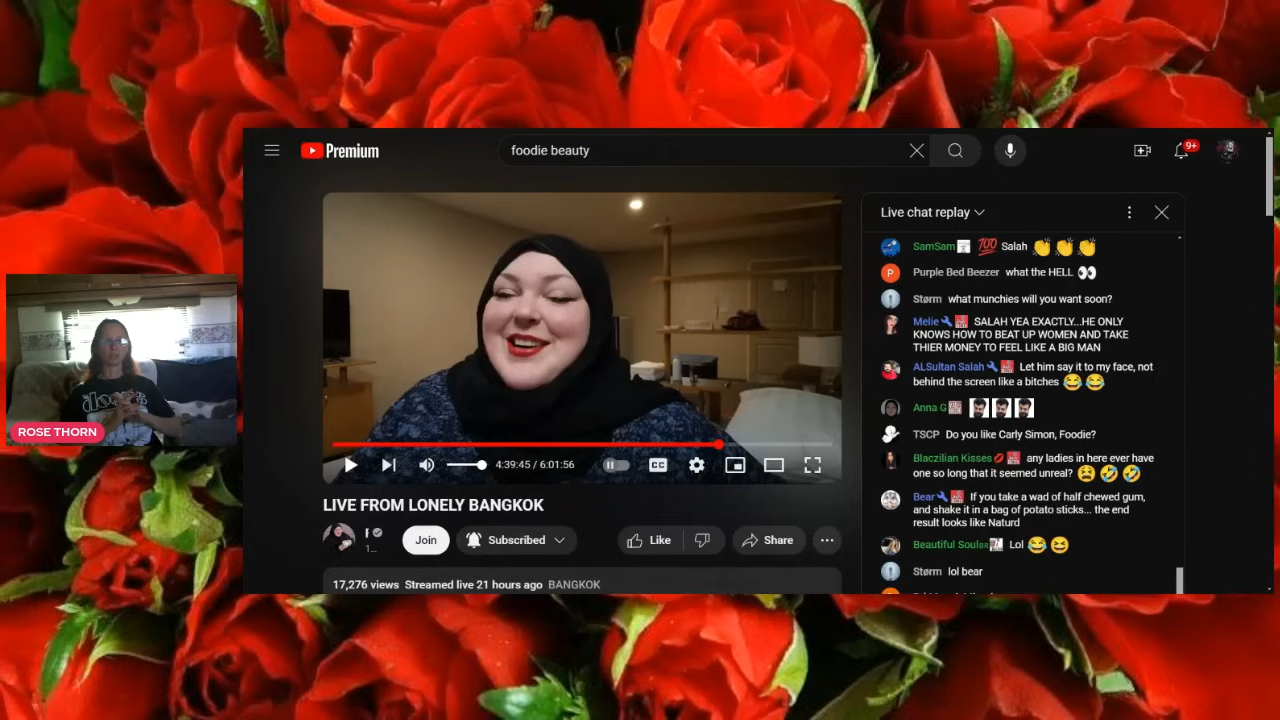 Premium
foodie beauty
9+
Live chat replay
SamSam 💯 Salah 👏 👏 👏
P Purple Bed Beezer what the HELL 👀
Størm what munchies will you want soon?
Melie SALAH YEA EXACTLY...HE ONLY
KNOWS HOW TO BEAT UP WOMEN AND TAKE
THIER MONEY TO FEEL LIKE A BIG MAN
ALSultan Salah Let him say it to my face, not
behind the screen like a bitches 😂 😂
Anna G
TSCP Do you like Carly Simon, Foodie?
Blaczilian Kisses any ladies in here ever have
one so long that it seemed unreal? 😫 🤣 🤣
Bear If you take a wad of half chewed gum,
and shake it in a bag of potato sticks... the end
result looks like Naturd
Beautiful Soul Lol 😂 😆
Størm lol bear
the doors
ROSE THORN
4:39:45 / 6:01:56
CC
LIVE FROM LONELY BANGKOK
F
1...
Join
Subscribed
Like
Share
17,276 views Streamed live 21 hours ago BANGKOK